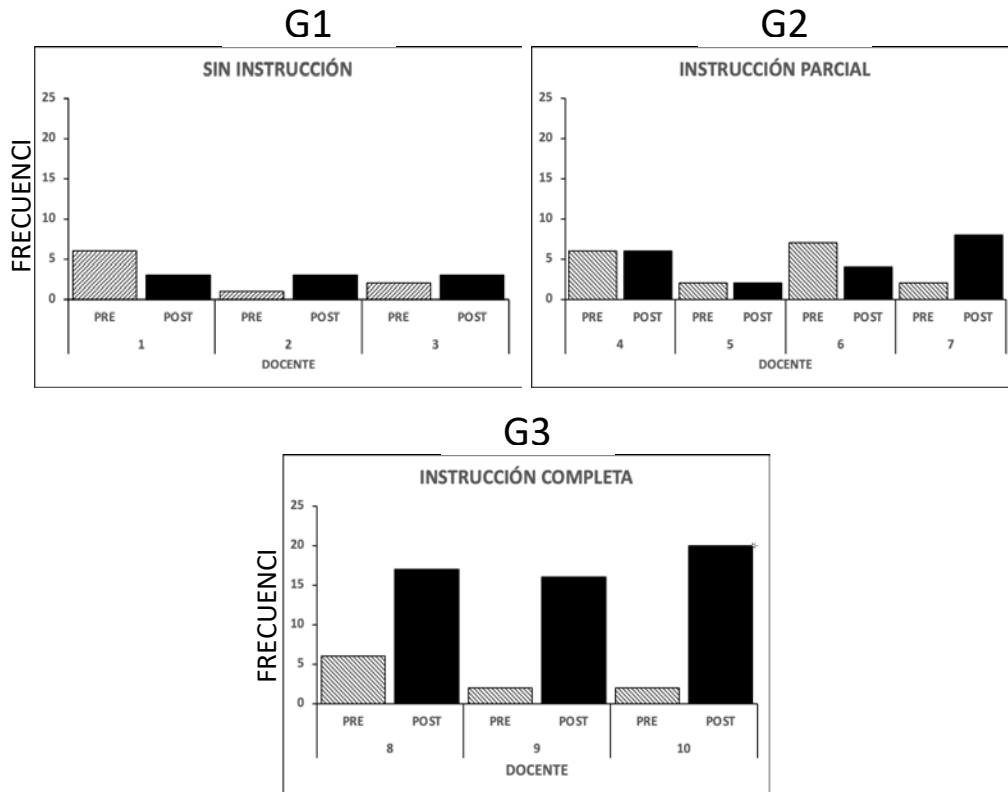 G1
SIN INSTRUCCIÓN
25
20
15
10
5
0
FRECUENCI
PRE POST PRE POST PRE POST
1 2 3
DOCENTE
G2
INSTRUCCIÓN PARCIAL
25
20
15
10
5
0
PRE POST PRE POST PRE POST PRE POST
4 5 6 7
DOCENTE
G3
INSTRUCCIÓN COMPLETA
25
20
15
10
5
0
FRECUENCI
PRE POST PRE POST PRE POST
8 9 10
DOCENTE